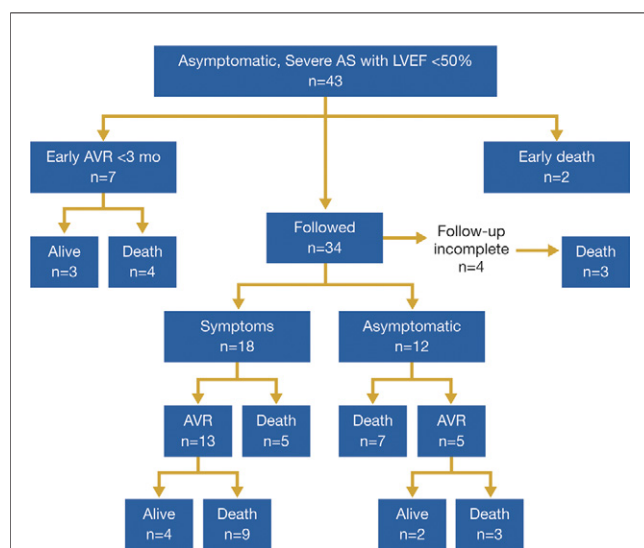 Asymptomatic, Severe AS with LVEF <50%
n=43
Early AVR <3 mo
n=7
Early death
n=2
Alive
n=3
Death
n=4
Followed
n=34
Follow-up
incomplete
n=4
Death
n=3
Symptoms
n=18
Asymptomatic
n=12
AVR
n=13
Death
n=5
Death
n=7
AVR
n=5
Alive
n=4
Death
n=9
Alive
n=2
Death
n=3